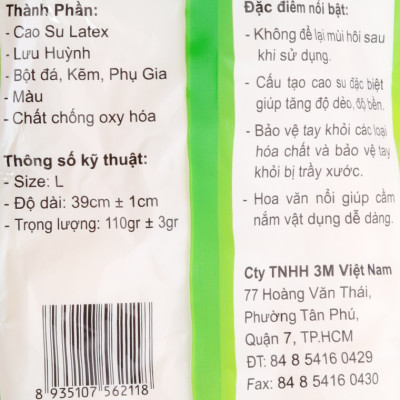 Thành Phần:
- Cao Su Latex
- Lưu Huỳnh
- Bột đá, Kẽm, Phụ Gia
- Màu
- Chất chống oxy hóa
Thông số kỹ thuật:
- Size: L
- Độ dài: 39cm ± 1cm
- Trọng lượng: 110gr ± 3gr
8 935107 562118
Đặc điểm nổi bật:
- Không để lại mùi hôi sau
khi sử dụng.
- Cấu tạo cao su đặc biệt
giúp tăng độ dẻo, độ bền.
- Bảo vệ tay khỏi các loại
hóa chất và bảo vệ tay
khỏi bị trầy xước.
- Hoa văn nổi giúp cầm
nắm vật dụng dễ dàng.
Cty TNHH 3M Việt Nam
77 Hoàng Văn Thái,
Phường Tân Phú,
Quận 7, TP.HCM
ĐT: 84 8 5416 0429
Fax: 84 8 5416 0430